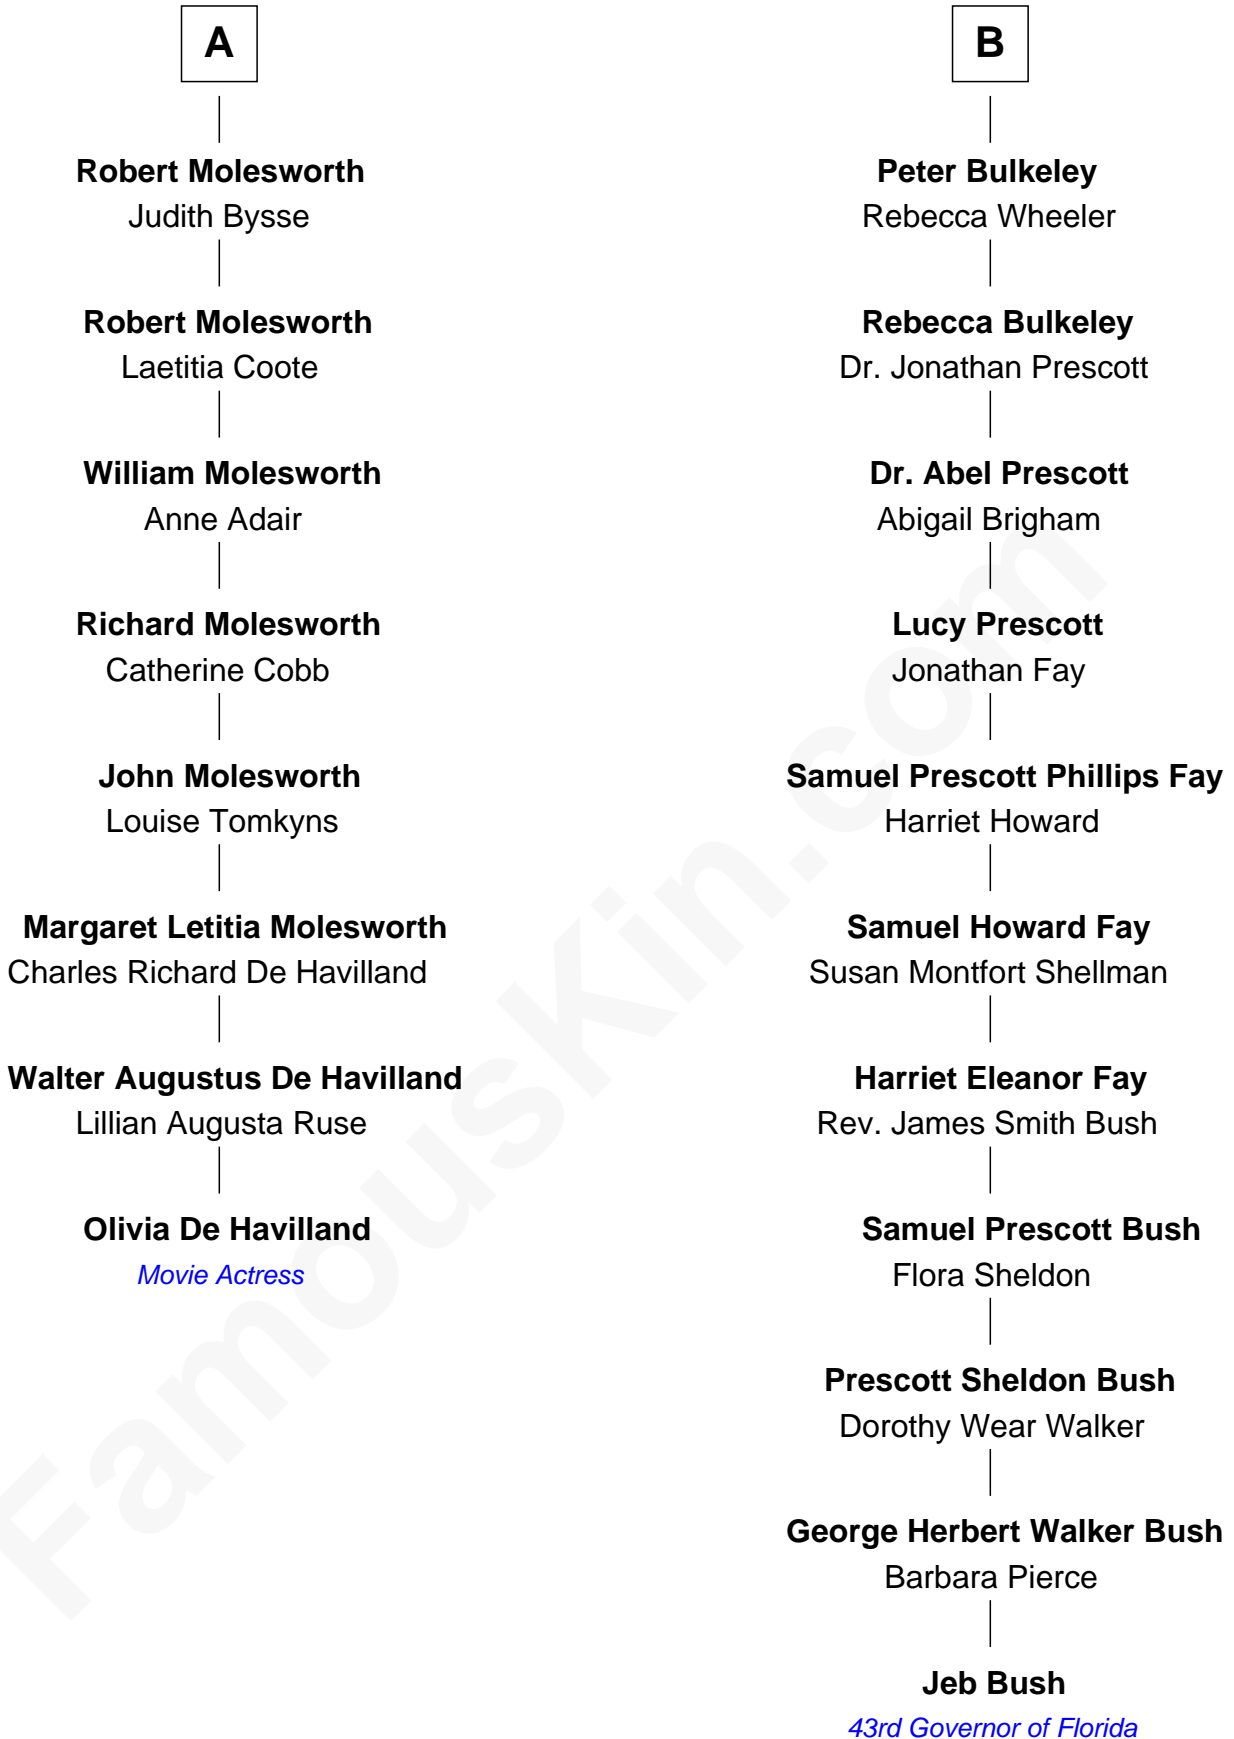 A
Robert Molesworth
Judith Bysse
Robert Molesworth
Laetitia Coote
William Molesworth
Anne Adair
Richard Molesworth
Catherine Cobb
John Molesworth
Louise Tomkyns
Margaret Letitia Molesworth
Charles Richard De Havilland
Walter Augustus De Havilland
Lillian Augusta Ruse
Olivia De Havilland
Movie Actress
B
Peter Bulkeley
Rebecca Wheeler
Rebecca Bulkeley
Dr. Jonathan Prescott
Dr. Abel Prescott
Abigail Brigham
Lucy Prescott
Jonathan Fay
Samuel Prescott Phillips Fay
Harriet Howard
Samuel Howard Fay
Susan Montfort Shellman
Harriet Eleanor Fay
Rev. James Smith Bush
Samuel Prescott Bush
Flora Sheldon
Prescott Sheldon Bush
Dorothy Wear Walker
George Herbert Walker Bush
Barbara Pierce
Jeb Bush
43rd Governor of Florida
FamousKin.com